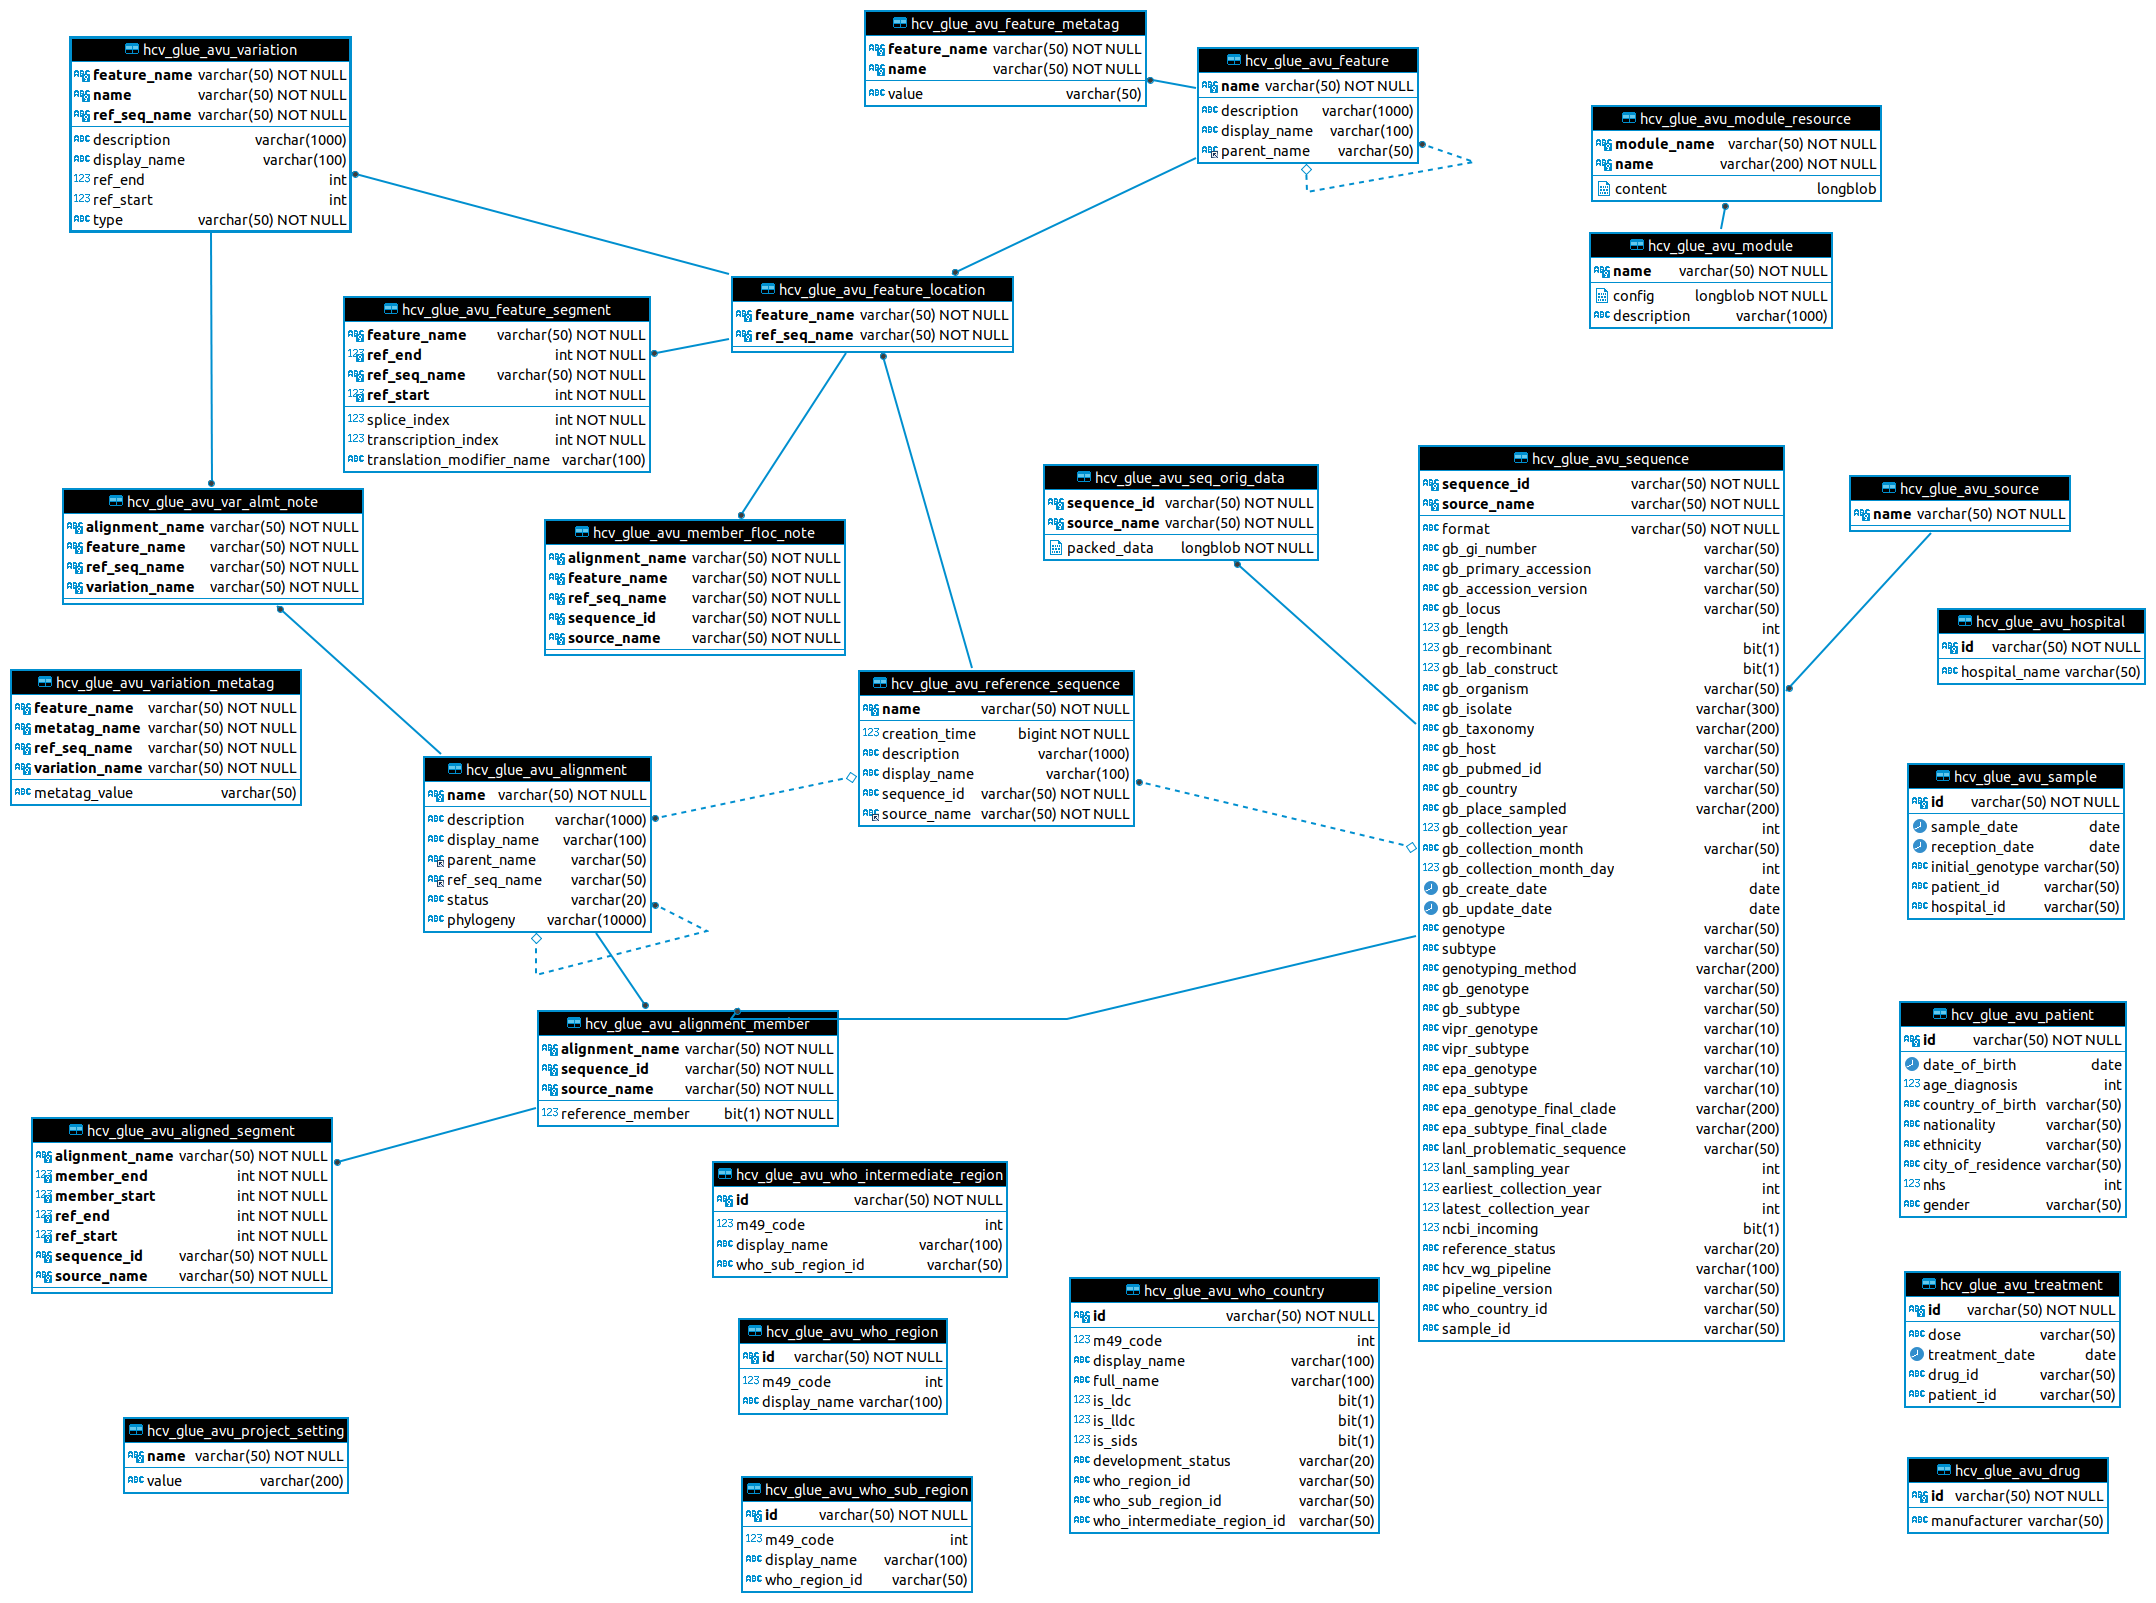 hcv_glue_avu_variation
feature_name varchar(50) NOT NULL
name varchar(50) NOT NULL
ref_seq_name varchar(50) NOT NULL
description varchar(1000)
display_name varchar(100)
ref_end int
ref_start int
type varchar(50) NOT NULL
hcv_glue_avu_feature_metatag
feature_name varchar(50) NOT NULL
name varchar(50) NOT NULL
value varchar(50)
hcv_glue_avu_feature
name varchar(50) NOT NULL
description varchar(1000)
display_name varchar(100)
parent_name varchar(50)
hcv_glue_avu_module_resource
module_name varchar(50) NOT NULL
name varchar(200) NOT NULL
content longblob
hcv_glue_avu_module
name varchar(50) NOT NULL
config longblob NOT NULL
description varchar(1000)
hcv_glue_avu_feature_location
feature_name varchar(50) NOT NULL
ref_seq_name varchar(50) NOT NULL
hcv_glue_avu_feature_segment
feature_name varchar(50) NOT NULL
ref_end int NOT NULL
ref_seq_name varchar(50) NOT NULL
ref_start int NOT NULL
splice_index int NOT NULL
transcription_index int NOT NULL
translation_modifier_name varchar(100)
hcv_glue_avu_var_almt_note
alignment_name varchar(50) NOT NULL
feature_name varchar(50) NOT NULL
ref_seq_name varchar(50) NOT NULL
variation_name varchar(50) NOT NULL
hcv_glue_avu_member_floc_note
alignment_name varchar(50) NOT NULL
feature_name varchar(50) NOT NULL
ref_seq_name varchar(50) NOT NULL
sequence_id varchar(50) NOT NULL
source_name varchar(50) NOT NULL
hcv_glue_avu_seq_orig_data
sequence_id varchar(50) NOT NULL
source_name varchar(50) NOT NULL
packed_data longblob NOT NULL
hcv_glue_avu_sequence
sequence_id varchar(50) NOT NULL
source_name varchar(50) NOT NULL
format varchar(50) NOT NULL
gb_gi_number varchar(50)
gb_primary_accession varchar(50)
gb_accession_version varchar(50)
gb_locus varchar(50)
gb_length int
gb_recombinant bit(1)
gb_lab_construct bit(1)
gb_organism varchar(50)
gb_isolate varchar(300)
gb_taxonomy varchar(200)
gb_host varchar(50)
gb_pubmed_id varchar(50)
gb_country varchar(50)
gb_place_sampled varchar(200)
gb_collection_year int
gb_collection_month varchar(50)
gb_collection_month_day int
gb_create_date date
gb_update_date date
genotype varchar(50)
subtype varchar(50)
genotyping_method varchar(200)
gb_genotype varchar(50)
gb_subtype varchar(50)
vipr_genotype varchar(10)
vipr_subtype varchar(10)
epa_genotype varchar(10)
epa_subtype varchar(10)
epa_genotype_final_clade varchar(200)
epa_subtype_final_clade varchar(200)
lanl_problematic_sequence varchar(50)
lanl_sampling_year int
earliest_collection_year int
latest_collection_year int
ncbi_incoming bit(1)
reference_status varchar(20)
hcv_wg_pipeline varchar(100)
pipeline_version varchar(50)
who_country_id varchar(50)
sample_id varchar(50)
hcv_glue_avu_source
name varchar(50) NOT NULL
hcv_glue_avu_hospital
id varchar(50) NOT NULL
hospital_name varchar(50)
hcv_glue_avu_variation_metatag
feature_name varchar(50) NOT NULL
metatag_name varchar(50) NOT NULL
ref_seq_name varchar(50) NOT NULL
variation_name varchar(50) NOT NULL
metatag_value varchar(50)
hcv_glue_avu_reference_sequence
name varchar(50) NOT NULL
creation_time bigint NOT NULL
description varchar(1000)
display_name varchar(100)
sequence_id varchar(50) NOT NULL
source_name varchar(50) NOT NULL
hcv_glue_avu_alignment
name varchar(50) NOT NULL
description varchar(1000)
display_name varchar(100)
parent_name varchar(50)
ref_seq_name varchar(50)
status varchar(20)
phylogeny varchar(10000)
hcv_glue_avu_sample
id varchar(50) NOT NULL
sample_date date
reception_date date
initial_genotype varchar(50)
patient_id varchar(50)
hospital_id varchar(50)
hcv_glue_avu_alignment_member
alignment_name varchar(50) NOT NULL
sequence_id varchar(50) NOT NULL
source_name varchar(50) NOT NULL
reference_member bit(1) NOT NULL
hcv_glue_avu_patient
id varchar(50) NOT NULL
date_of_birth date
age_diagnosis int
country_of_birth varchar(50)
nationality varchar(50)
ethnicity varchar(50)
city_of_residence varchar(50)
nhs int
gender varchar(50)
hcv_glue_avu_aligned_segment
alignment_name varchar(50) NOT NULL
member_end int NOT NULL
member_start int NOT NULL
ref_end int NOT NULL
ref_start int NOT NULL
sequence_id varchar(50) NOT NULL
source_name varchar(50) NOT NULL
hcv_glue_avu_who_intermediate_region
id varchar(50) NOT NULL
m49_code int
display_name varchar(100)
who_sub_region_id varchar(50)
hcv_glue_avu_who_country
id varchar(50) NOT NULL
m49_code int
display_name varchar(100)
full_name varchar(100)
is_ldc bit(1)
is_lldc bit(1)
is_sids bit(1)
development_status varchar(20)
who_region_id varchar(50)
who_sub_region_id varchar(50)
who_intermediate_region_id varchar(50)
hcv_glue_avu_treatment
id varchar(50) NOT NULL
dose varchar(50)
treatment_date date
drug_id varchar(50)
patient_id varchar(50)
hcv_glue_avu_who_region
id varchar(50) NOT NULL
m49_code int
display_name varchar(100)
hcv_glue_avu_project_setting
name varchar(50) NOT NULL
value varchar(200)
hcv_glue_avu_who_sub_region
id varchar(50) NOT NULL
m49_code int
display_name varchar(100)
who_region_id varchar(50)
hcv_glue_avu_drug
id varchar(50) NOT NULL
manufacturer varchar(50)